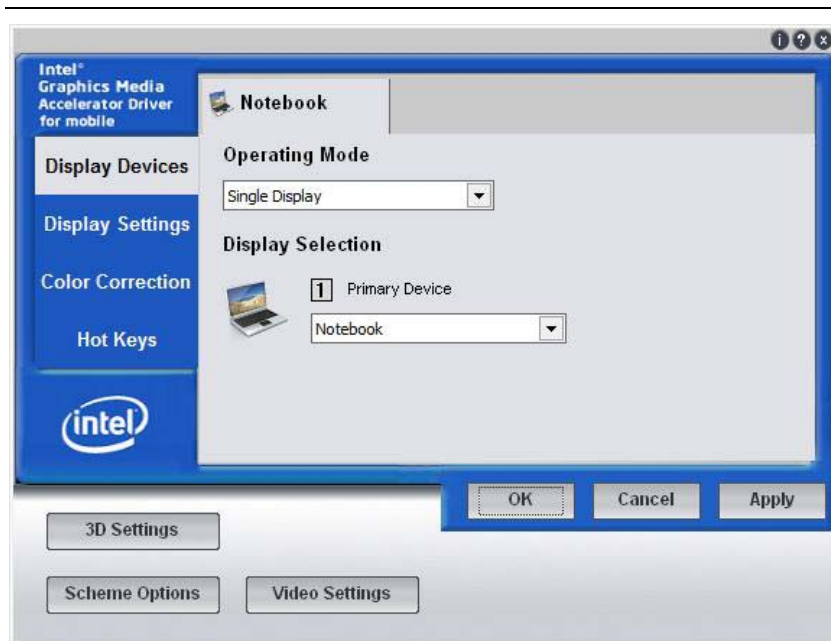 Intel®
Graphics Media
Accelerator Driver
for mobile
Notebook
Display Devices
Display Settings
Color Correction
Hot Keys
intel
Operating Mode
Single Display
Display Selection
1 Primary Device
Notebook
OK Cancel Apply
3D Settings
Scheme Options Video Settings